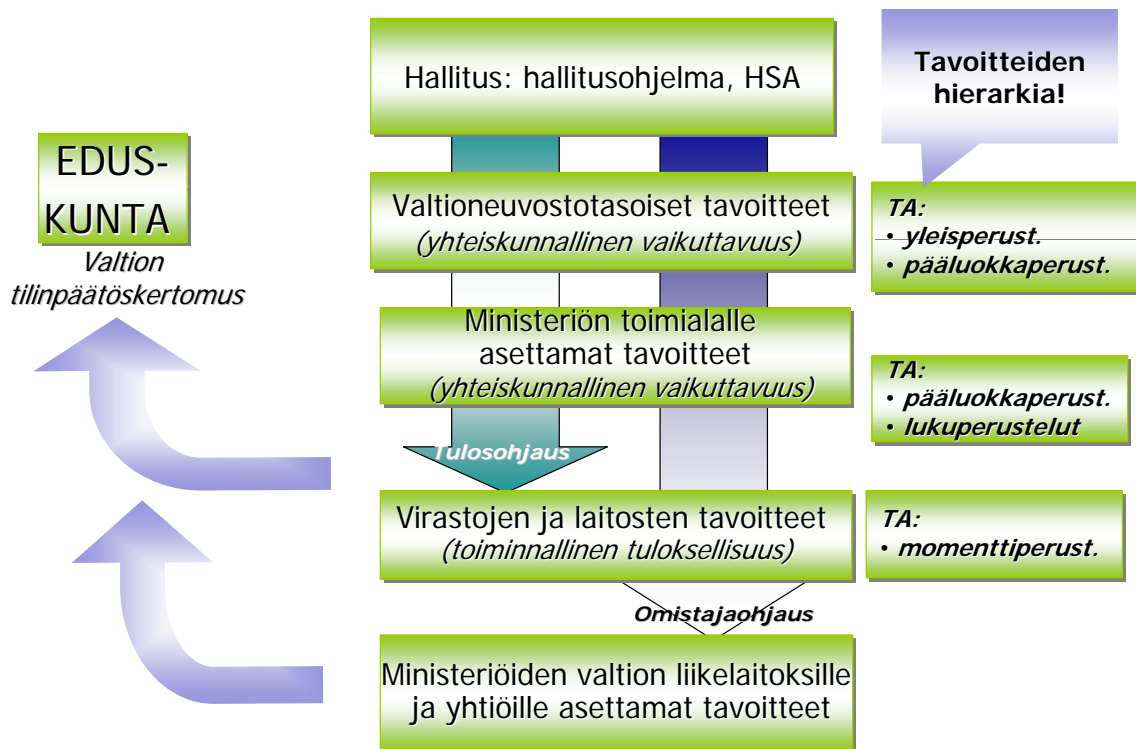 Hallitus: hallitusohjelma, HSA
Tavoitteiden
hierarkia!
EDUS-
KUNTA
Valtion
tilinpäätöskertomus
Valtioneuvostotasoiset tavoitteet
(yhteiskunnallinen vaikuttavuus)
TA:
• yleisperust.
• pääluokkaperust.
Ministeriön toimialalle
asettamat tavoitteet
(yhteiskunnallinen vaikuttavuus)
TA:
• pääluokkaperust.
• lukuperustelut
Tulosohjaus
Virastojen ja laitosten tavoitteet
(toiminnallinen tuloksellisuus)
TA:
• momenttiperust.
Omistajaohjaus
Ministeriöiden valtion liikelaitoksille
ja yhtiöille asettamat tavoitteet